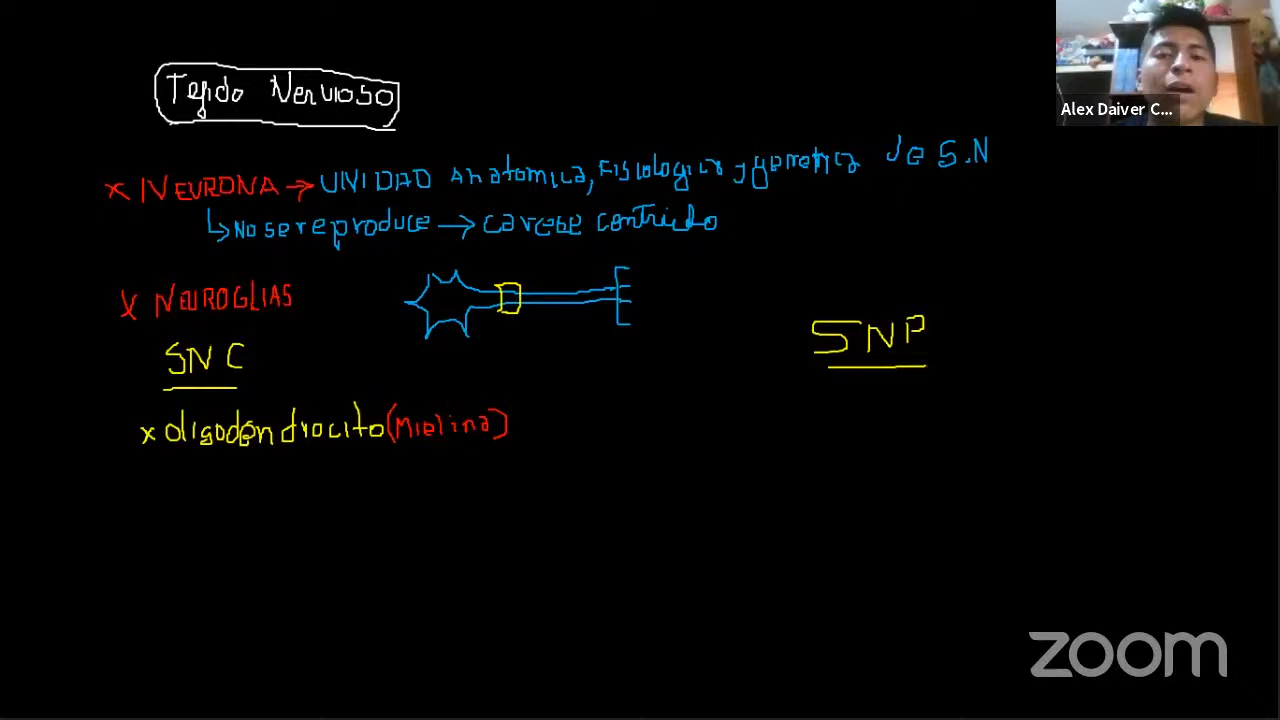 Tejido Nervioso
Alex Daiver C...
x NEURONA → UNIDAD Anatomica, Fisiologica y genetica de S.N
↳ No se reproduce → carece centriolo
x NEUROGLIAS
SNP
SNC
x oligodendrocito (Mielina)
zoom